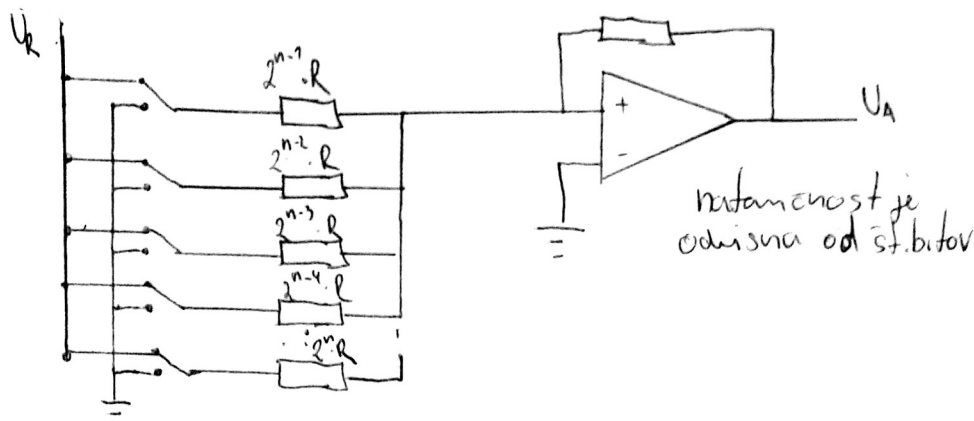 U_R
2^{n-1}·R
2^{n-2}·R
2^{n-3}·R
2^{n-4}·R
2^n·R
+
-
U_A
natančnost je
odvisna od št.bitov